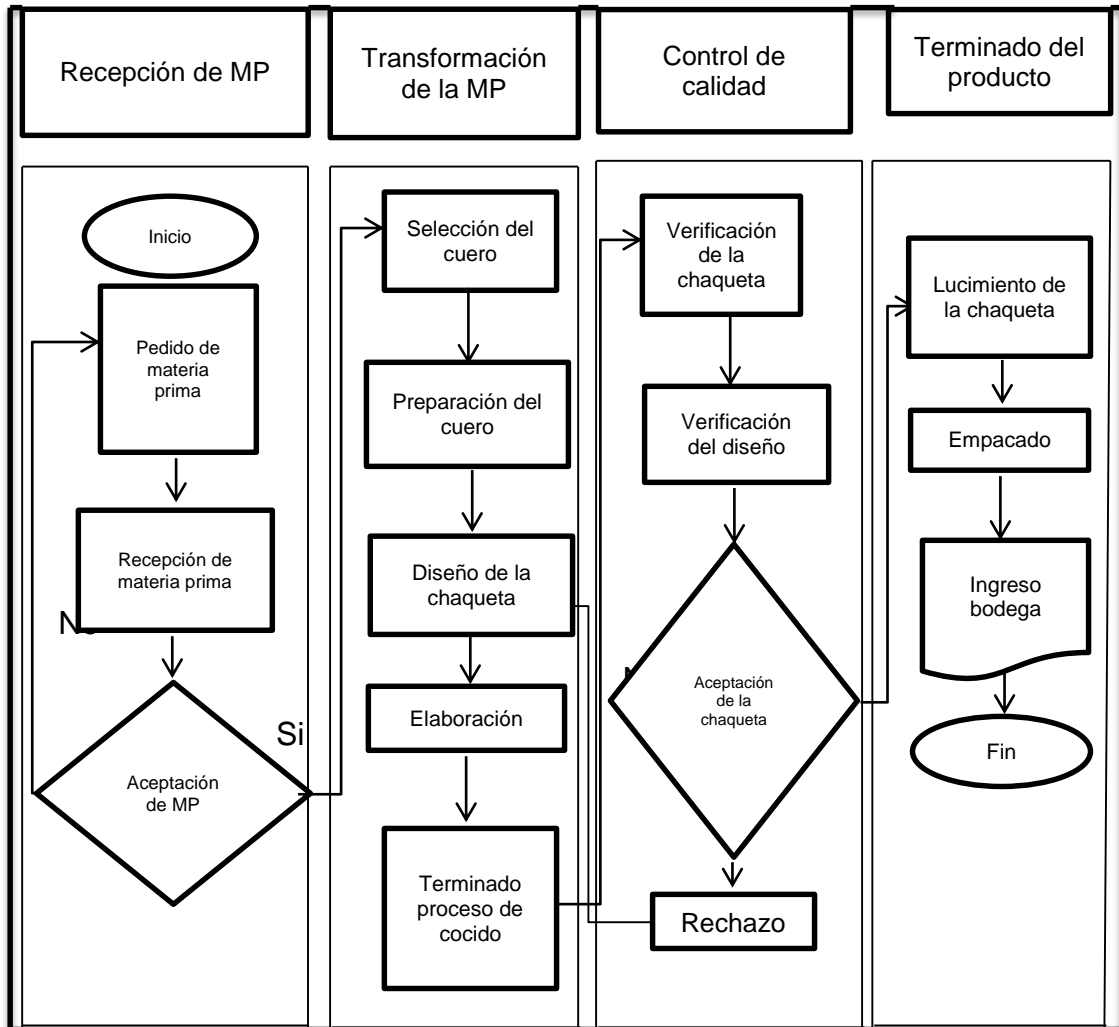 Recepción de MP
Transformación
de la MP
Control de
calidad
Terminado del
producto
Inicio
Pedido de
materia
prima
Recepción de
materia prima
Aceptación
de MP
Si
Selección del
cuero
Preparación del
cuero
Diseño de la
chaqueta
Elaboración
Terminado
proceso de
cocido
Verificación
de la
chaqueta
Verificación
del diseño
Aceptación
de la
chaqueta
Rechazo
Lucimiento de
la chaqueta
Empacado
Ingreso
bodega
Fin